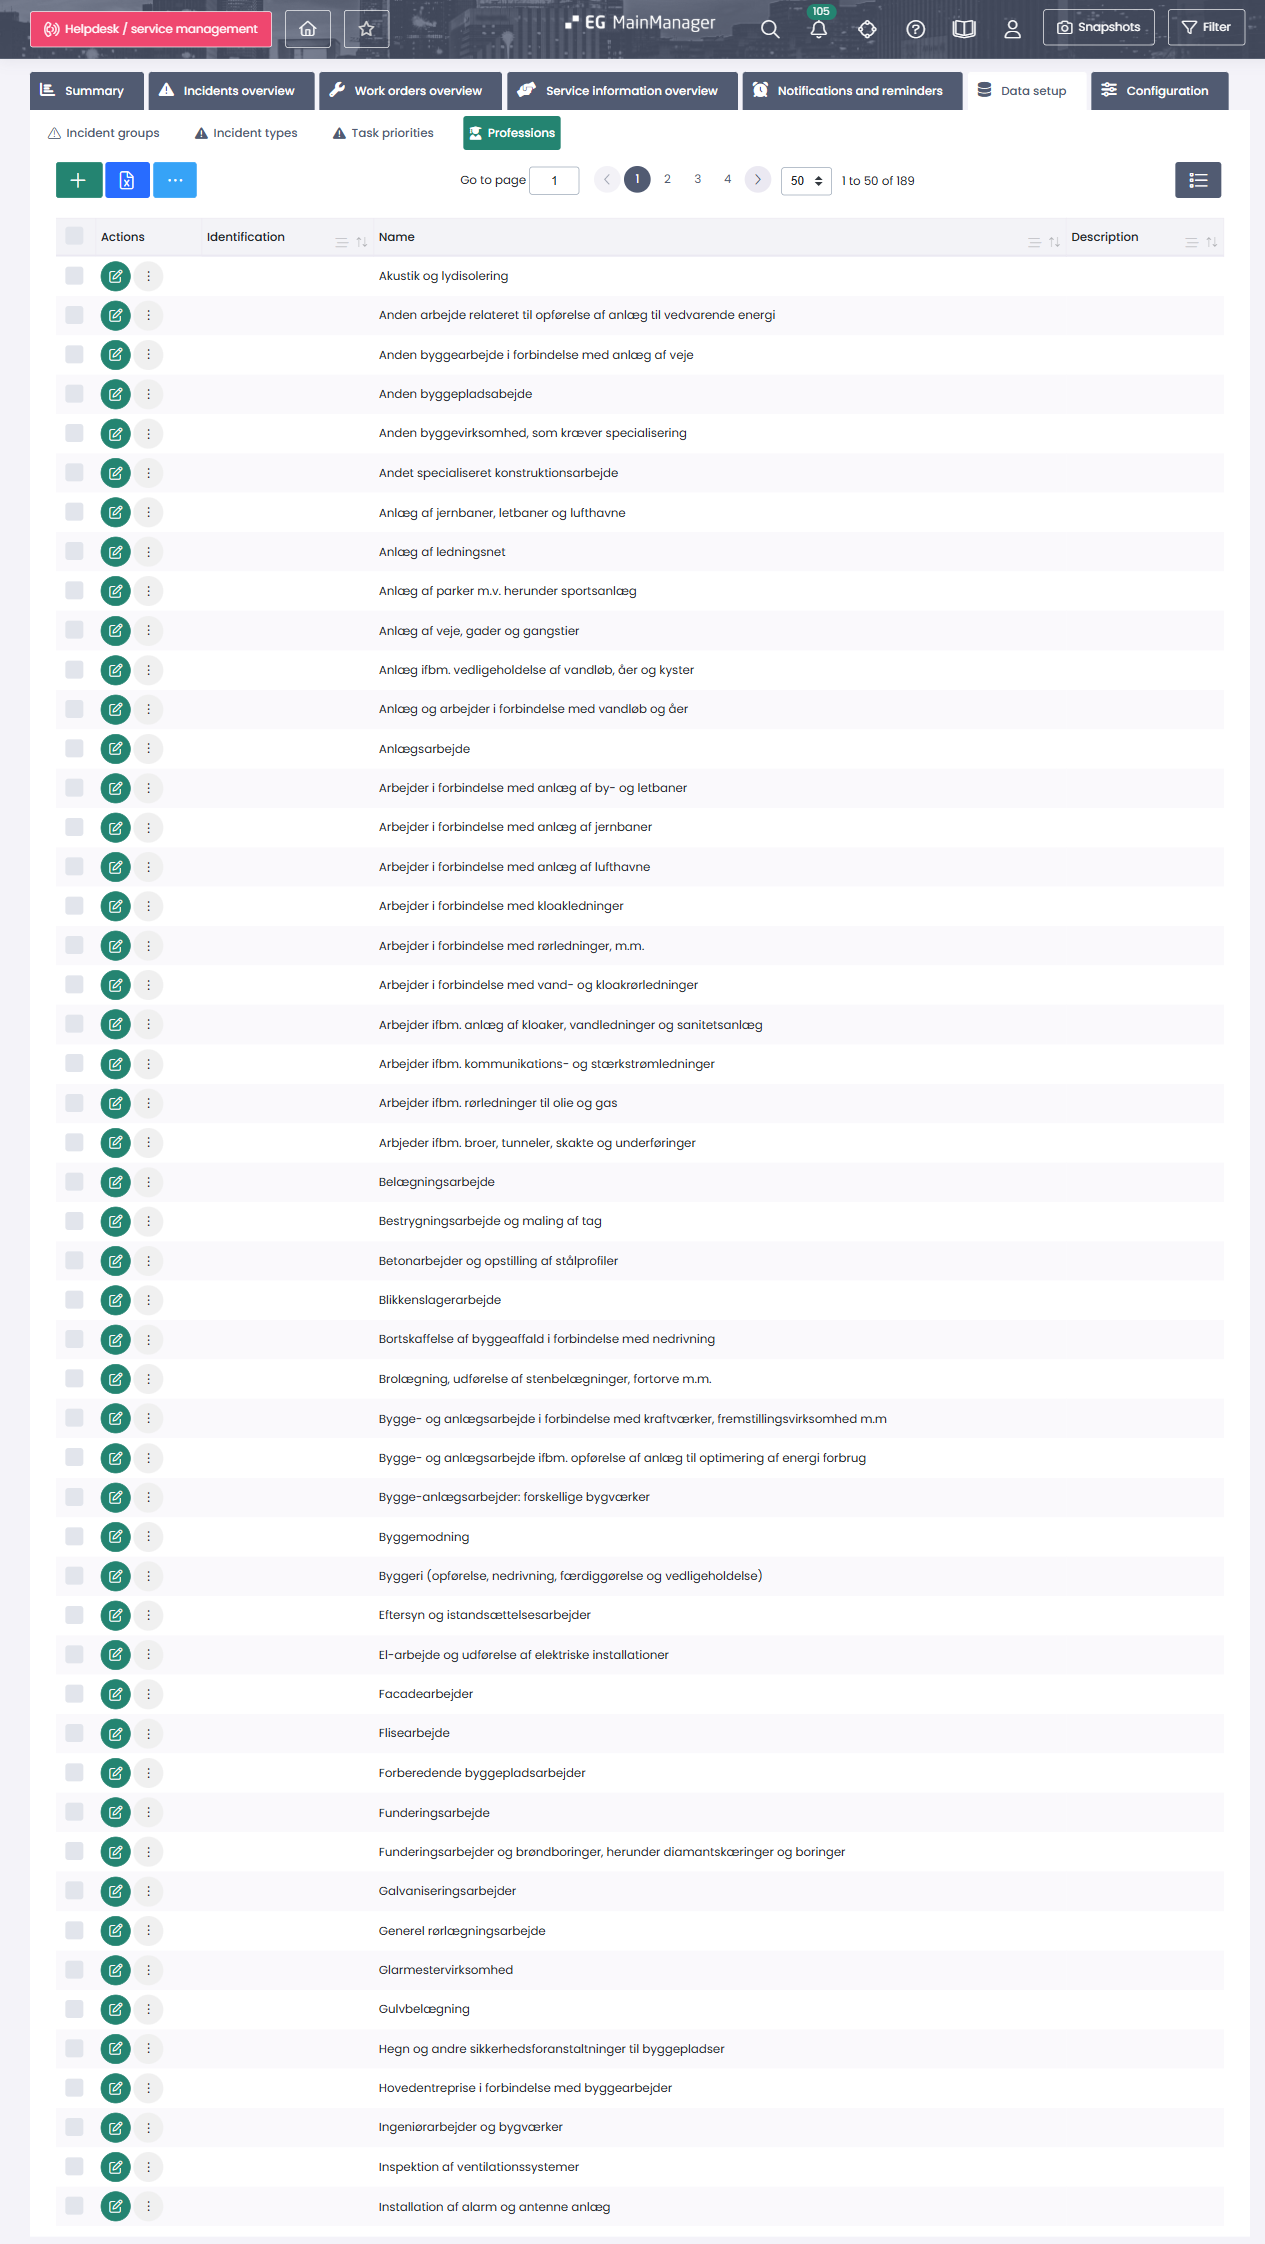 Helpdesk / service management
EG MainManager
105
Snapshots
Filter
Summary
Incidents overview
Work orders overview
Service information overview
Notifications and reminders
Data setup
Configuration
Incident groups
Incident types
Task priorities
Professions
Go to page 1
1 2 3 4
50
1 to 50 of 189
Actions Identification Name Description
Akustik og lydisolering
Anden arbejde relateret til opførelse af anlæg til vedvarende energi
Anden byggearbejde i forbindelse med anlæg af veje
Anden byggepladsabejde
Anden byggevirksomhed, som kræver specialisering
Andet specialiseret konstruktionsarbejde
Anlæg af jernbaner, letbaner og lufthavne
Anlæg af ledningsnet
Anlæg af parker m.v. herunder sportsanlæg
Anlæg af veje, gader og gangstier
Anlæg ifbm. vedligeholdelse af vandløb, åer og kyster
Anlæg og arbejder i forbindelse med vandløb og åer
Anlægsarbejde
Arbejder i forbindelse med anlæg af by- og letbaner
Arbejder i forbindelse med anlæg af jernbaner
Arbejder i forbindelse med anlæg af lufthavne
Arbejder i forbindelse med kloakledninger
Arbejder i forbindelse med rørledninger, m.m.
Arbejder i forbindelse med vand- og kloakrørledninger
Arbejder ifbm. anlæg af kloaker, vandledninger og sanitetsanlæg
Arbejder ifbm. kommunikations- og stærkstrømledninger
Arbejder ifbm. rørledninger til olie og gas
Arbjeder ifbm. broer, tunneler, skakte og underføringer
Belægningsarbejde
Bestrygningsarbejde og maling af tag
Betonarbejder og opstilling af stålprofiler
Blikkenslagerarbejde
Bortskaffelse af byggeaffald i forbindelse med nedrivning
Brolægning, udførelse af stenbelægninger, fortorve m.m.
Bygge- og anlægsarbejde i forbindelse med kraftværker, fremstillingsvirksomhed m.m
Bygge- og anlægsarbejde ifbm. opførelse af anlæg til optimering af energi forbrug
Bygge-anlægsarbejder: forskellige bygværker
Byggemodning
Byggeri (opførelse, nedrivning, færdiggørelse og vedligeholdelse)
Eftersyn og istandsættelsesarbejder
El-arbejde og udførelse af elektriske installationer
Facadearbejder
Flisearbejde
Forberedende byggepladsarbejder
Funderingsarbejde
Funderingsarbejder og brøndboringer, herunder diamantskæringer og boringer
Galvaniseringsarbejder
Generel rørlægningsarbejde
Glarmestervirksomhed
Gulvbelægning
Hegn og andre sikkerhedsforanstaltninger til byggepladser
Hovedentreprise i forbindelse med byggearbejder
Ingeniørarbejder og bygværker
Inspektion af ventilationssystemer
Installation af alarm og antenne anlæg